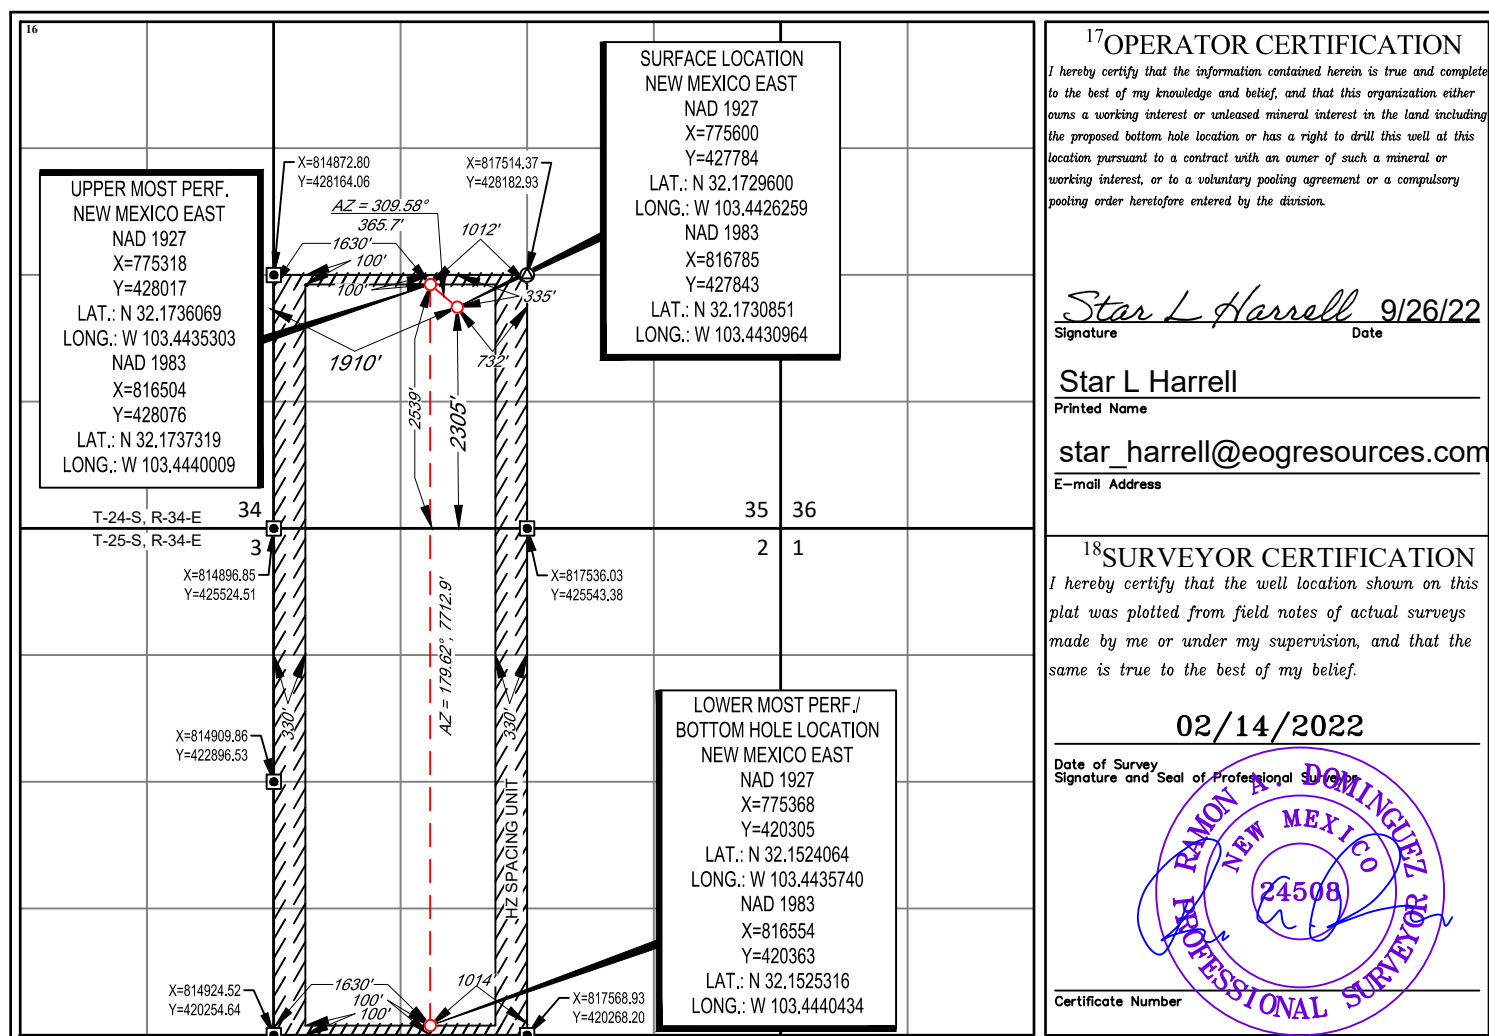 16
SURFACE LOCATION
NEW MEXICO EAST
NAD 1927
X=775600
Y=427784
LAT.: N 32.1729600
LONG.: W 103.4426259
NAD 1983
X=816785
Y=427843
LAT.: N 32.1730851
LONG.: W 103.4430964
X=814872.80
Y=428164.06
X=817514.37
Y=428182.93
UPPER MOST PERF.
NEW MEXICO EAST
NAD 1927
X=775318
Y=428017
LAT.: N 32.1736069
LONG.: W 103.4435303
NAD 1983
X=816504
Y=428076
LAT.: N 32.1737319
LONG.: W 103.4440009
AZ = 309.58°
365.7'
1630'
1012'
100'
100'
335'
1910'
732'
2539'
2305'
T-24-S, R-34-E
34
35
36
T-25-S, R-34-E
3
2
1
X=814896.85
Y=425524.51
X=817536.03
Y=425543.38
AZ = 179.62°, 7712.9'
330'
330'
X=814909.86
Y=422896.53
HZ SPACING UNIT
LOWER MOST PERF./
BOTTOM HOLE LOCATION
NEW MEXICO EAST
NAD 1927
X=775368
Y=420305
LAT.: N 32.1524064
LONG.: W 103.4435740
NAD 1983
X=816554
Y=420363
LAT.: N 32.1525316
LONG.: W 103.4440434
X=814924.52
Y=420254.64
1630'
100'
100'
1014'
X=817568.93
Y=420268.20
17OPERATOR CERTIFICATION
I hereby certify that the information contained herein is true and complete
to the best of my knowledge and belief, and that this organization either
owns a working interest or unleased mineral interest in the land including
the proposed bottom hole location or has a right to drill this well at this
location pursuant to a contract with an owner of such a mineral or
working interest, or to a voluntary pooling agreement or a compulsory
pooling order heretofore entered by the division.
Star L Harrell 9/26/22
Signature Date
Star L Harrell
Printed Name
star_harrell@eogresources.com
E-mail Address
18SURVEYOR CERTIFICATION
I hereby certify that the well location shown on this
plat was plotted from field notes of actual surveys
made by me or under my supervision, and that the
same is true to the best of my belief.
02/14/2022
Date of Survey
Signature and Seal of Professional Surveyor
RAMON A. DOMINGUEZ
NEW MEXICO
24508
PROFESSIONAL SURVEYOR
Certificate Number